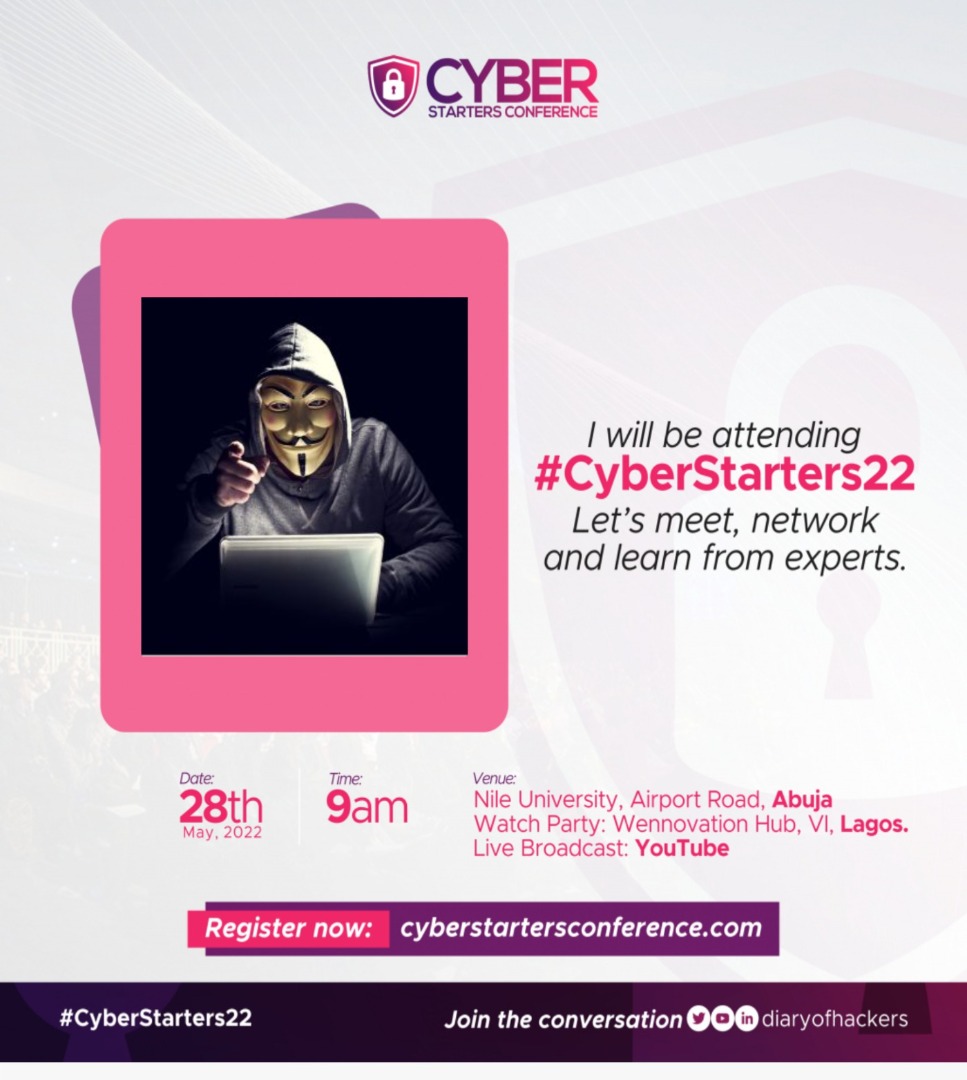 CYBER
STARTERS CONFERENCE
I will be attending
#CyberStarters22
Let's meet, network
and learn from experts.
Date:
28th
May, 2022
Time:
9am
Venue:
Nile University, Airport Road, Abuja
Watch Party: Wennovation Hub, VI, Lagos.
Live Broadcast: YouTube
Register now: cyberstartersconference.com
#CyberStarters22
Join the conversation in diaryofhackers